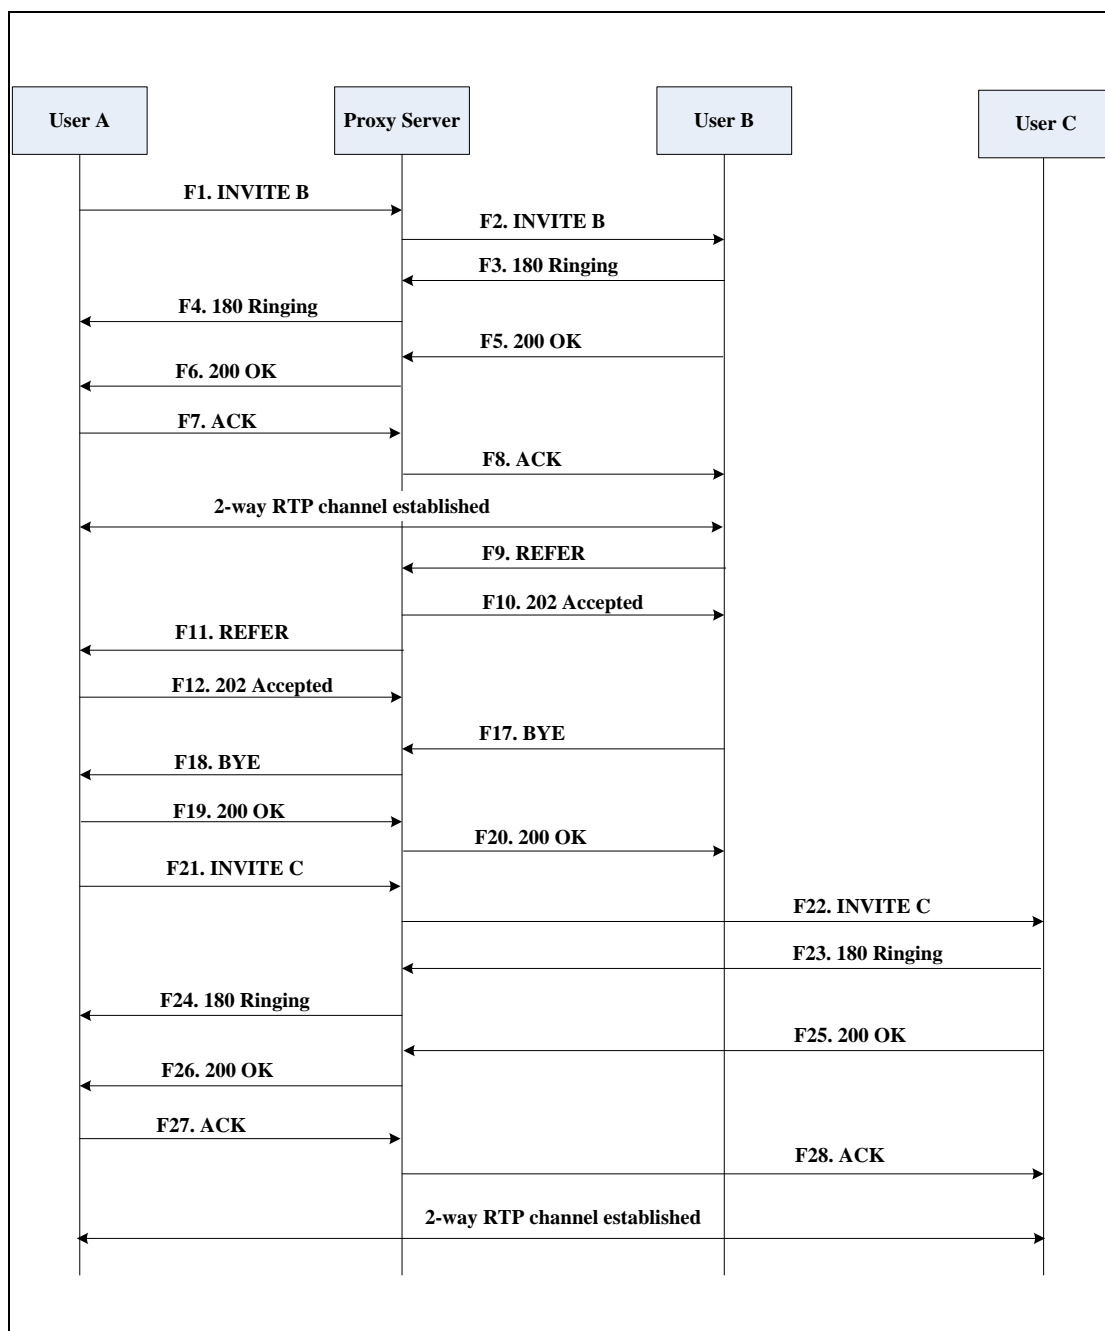 User A
Proxy Server
User B
User C
F1. INVITE B
F2. INVITE B
F3. 180 Ringing
F4. 180 Ringing
F5. 200 OK
F6. 200 OK
F7. ACK
F8. ACK
2-way RTP channel established
F9. REFER
F10. 202 Accepted
F11. REFER
F12. 202 Accepted
F17. BYE
F18. BYE
F19. 200 OK
F20. 200 OK
F21. INVITE C
F22. INVITE C
F23. 180 Ringing
F24. 180 Ringing
F25. 200 OK
F26. 200 OK
F27. ACK
F28. ACK
2-way RTP channel established